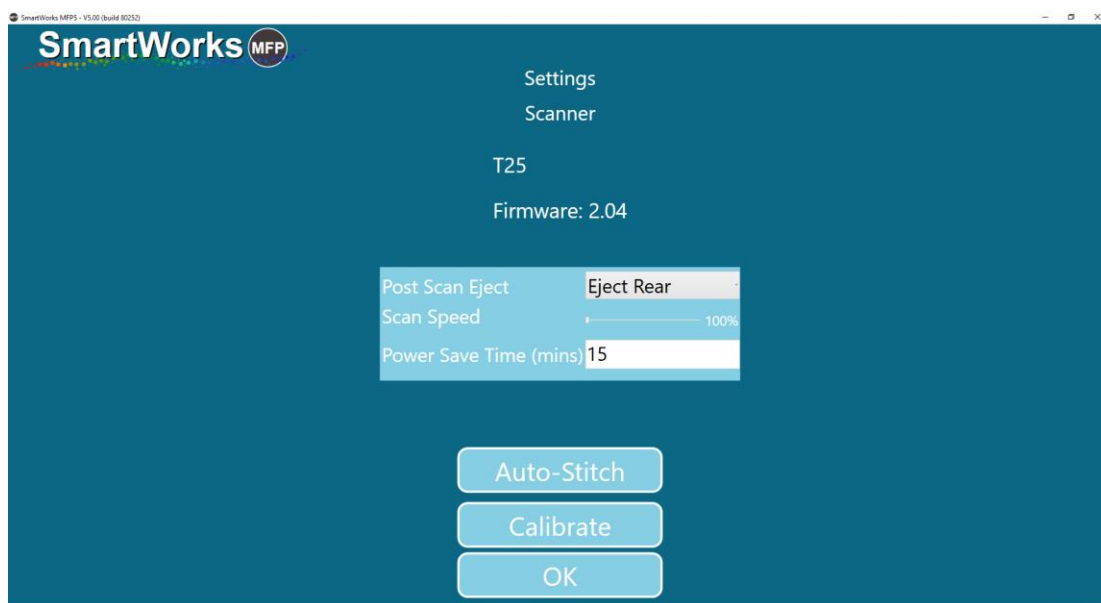 SmartWorks MFP5 - V5.00 (build 80252)
SmartWorks MFP
Settings
Scanner
T25
Firmware: 2.04
Post Scan Eject Eject Rear
Scan Speed 100%
Power Save Time (mins) 15
Auto-Stitch
Calibrate
OK